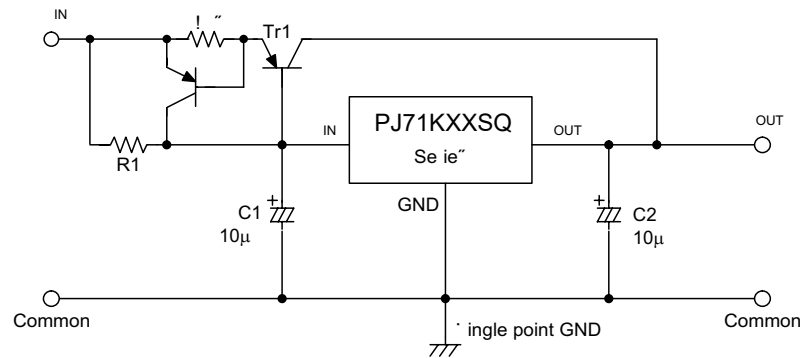 IN
Tr1
R1
IN
PJ71KXXSQ
OUT
OUT
GND
C1
10μ
C2
10μ
Common
Common
ingle point GND